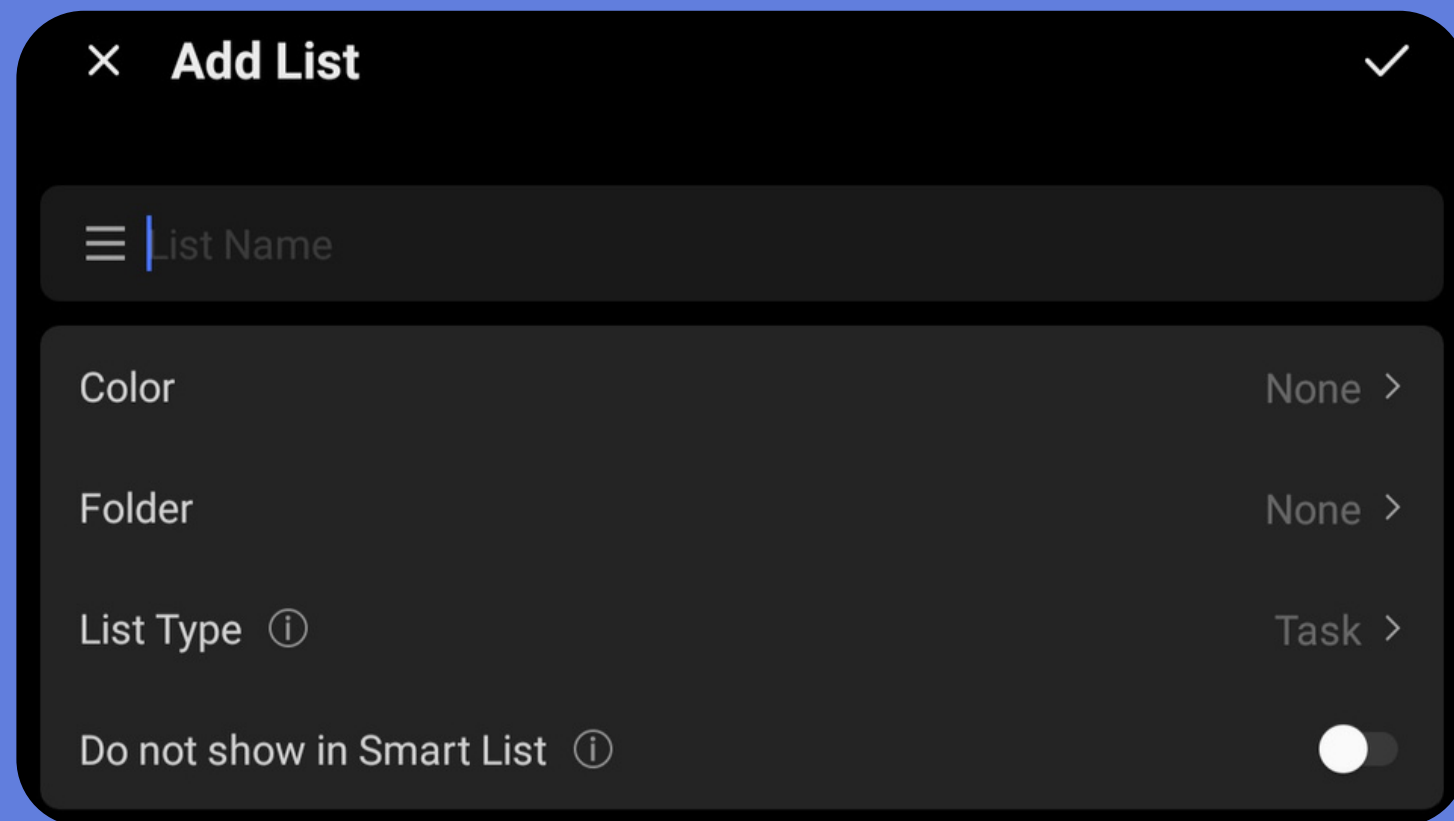 Add List
List Name
Color None
Folder None
List Type Task
Do not show in Smart List